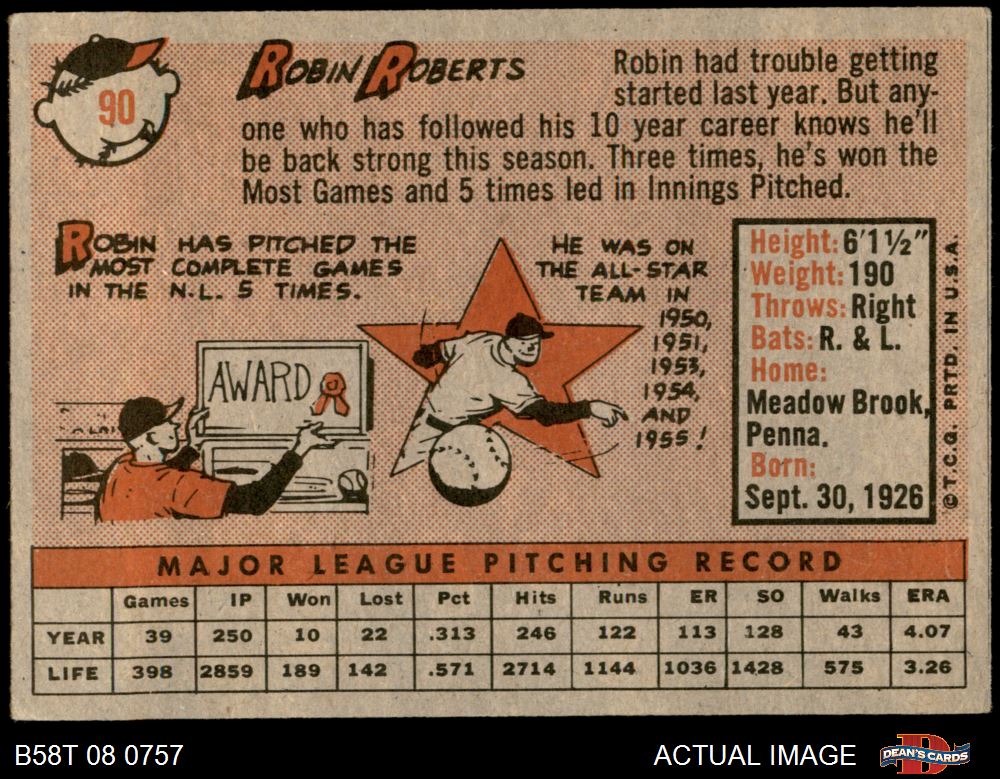 90
ROBIN ROBERTS
Robin had trouble getting
started last year. But any-
one who has followed his 10 year career knows he'll
be back strong this season. Three times, he's won the
Most Games and 5 times led in Innings Pitched.
ROBIN HAS PITCHED THE
MOST COMPLETE GAMES
IN THE N.L. 5 TIMES.
AWARD
HE WAS ON
THE ALL-STAR
TEAM IN
1950,
1951,
1953,
1954,
AND
1955!
Height: 6'1½"
Weight: 190
Throws: Right
Bats: R. & L.
Home:
Meadow Brook,
Penna.
Born:
Sept. 30, 1926
© T.C.G. PRTD. IN U.S.A.
MAJOR LEAGUE PITCHING RECORD
Games IP Won Lost Pct Hits Runs ER SO Walks ERA
YEAR 39 250 10 22 .313 246 122 113 128 43 4.07
LIFE 398 2859 189 142 .571 2714 1144 1036 1428 575 3.26
B58T 08 0757
ACTUAL IMAGE
D
DEAN'S CARDS